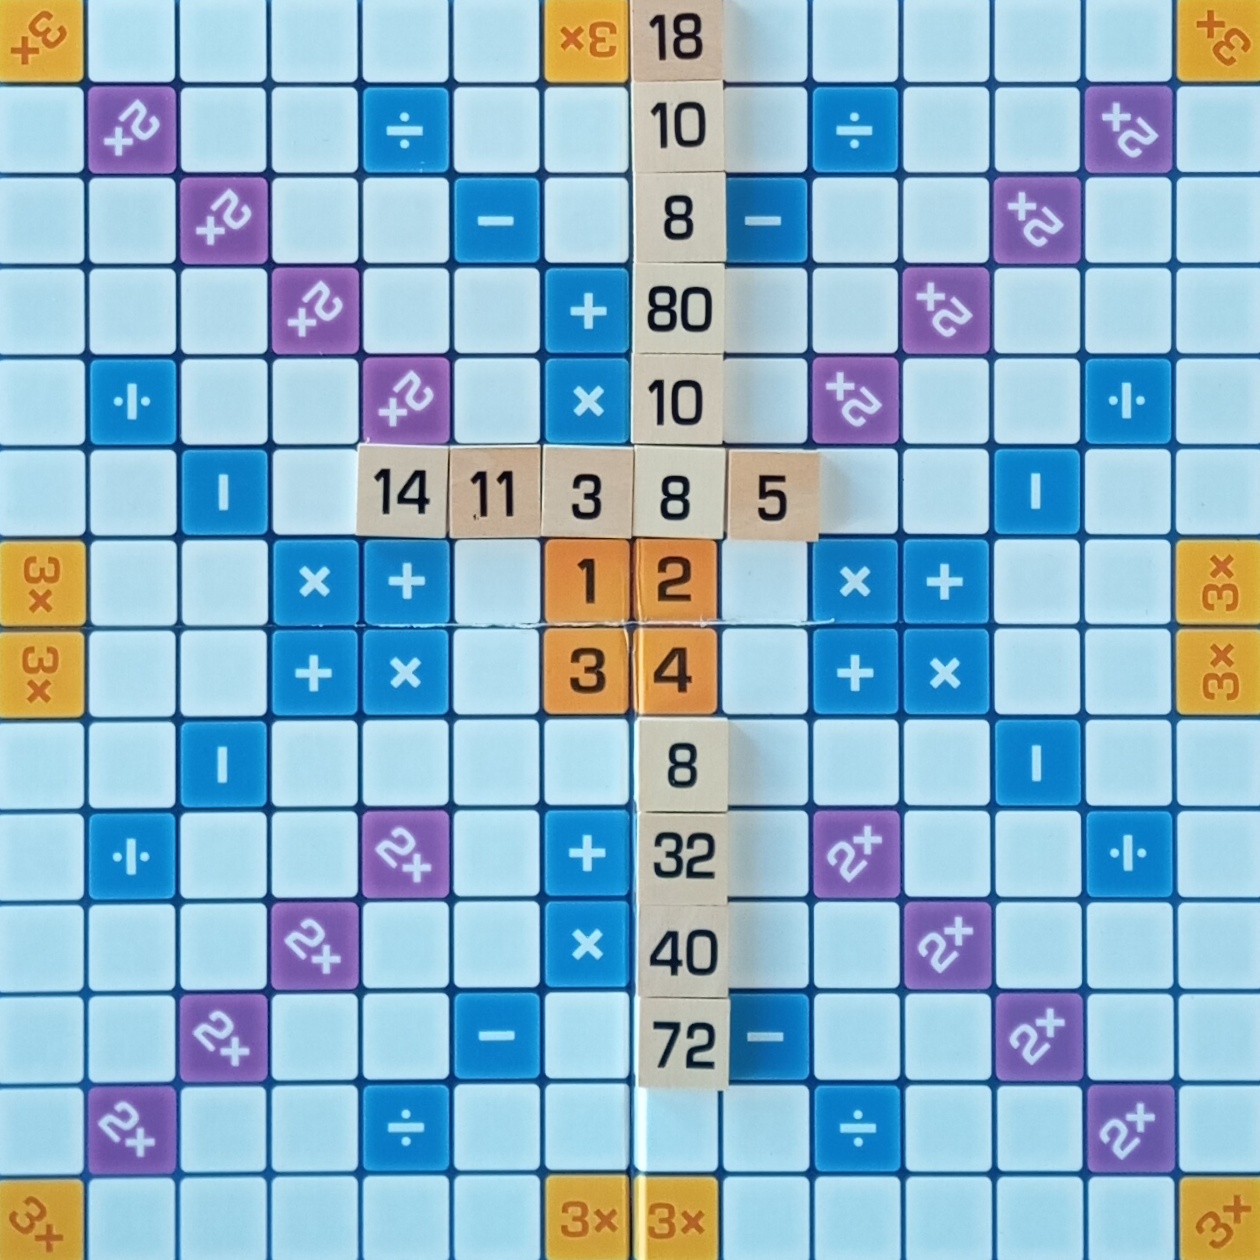 3× 3× 18 3×
2× ÷ 10 ÷ 2×
2× − 8 − 2×
2× + 80 2×
÷ 2× × 10 2× ÷
− 14 11 3 8 5 −
3× × + 1 2 × + 3×
3× + × 3 4 + × 3×
− 8 −
÷ 2× + 32 2× ÷
2× × 40 2×
2× − 72 − 2×
2× ÷ ÷ 2×
3× 3× 3× 3×